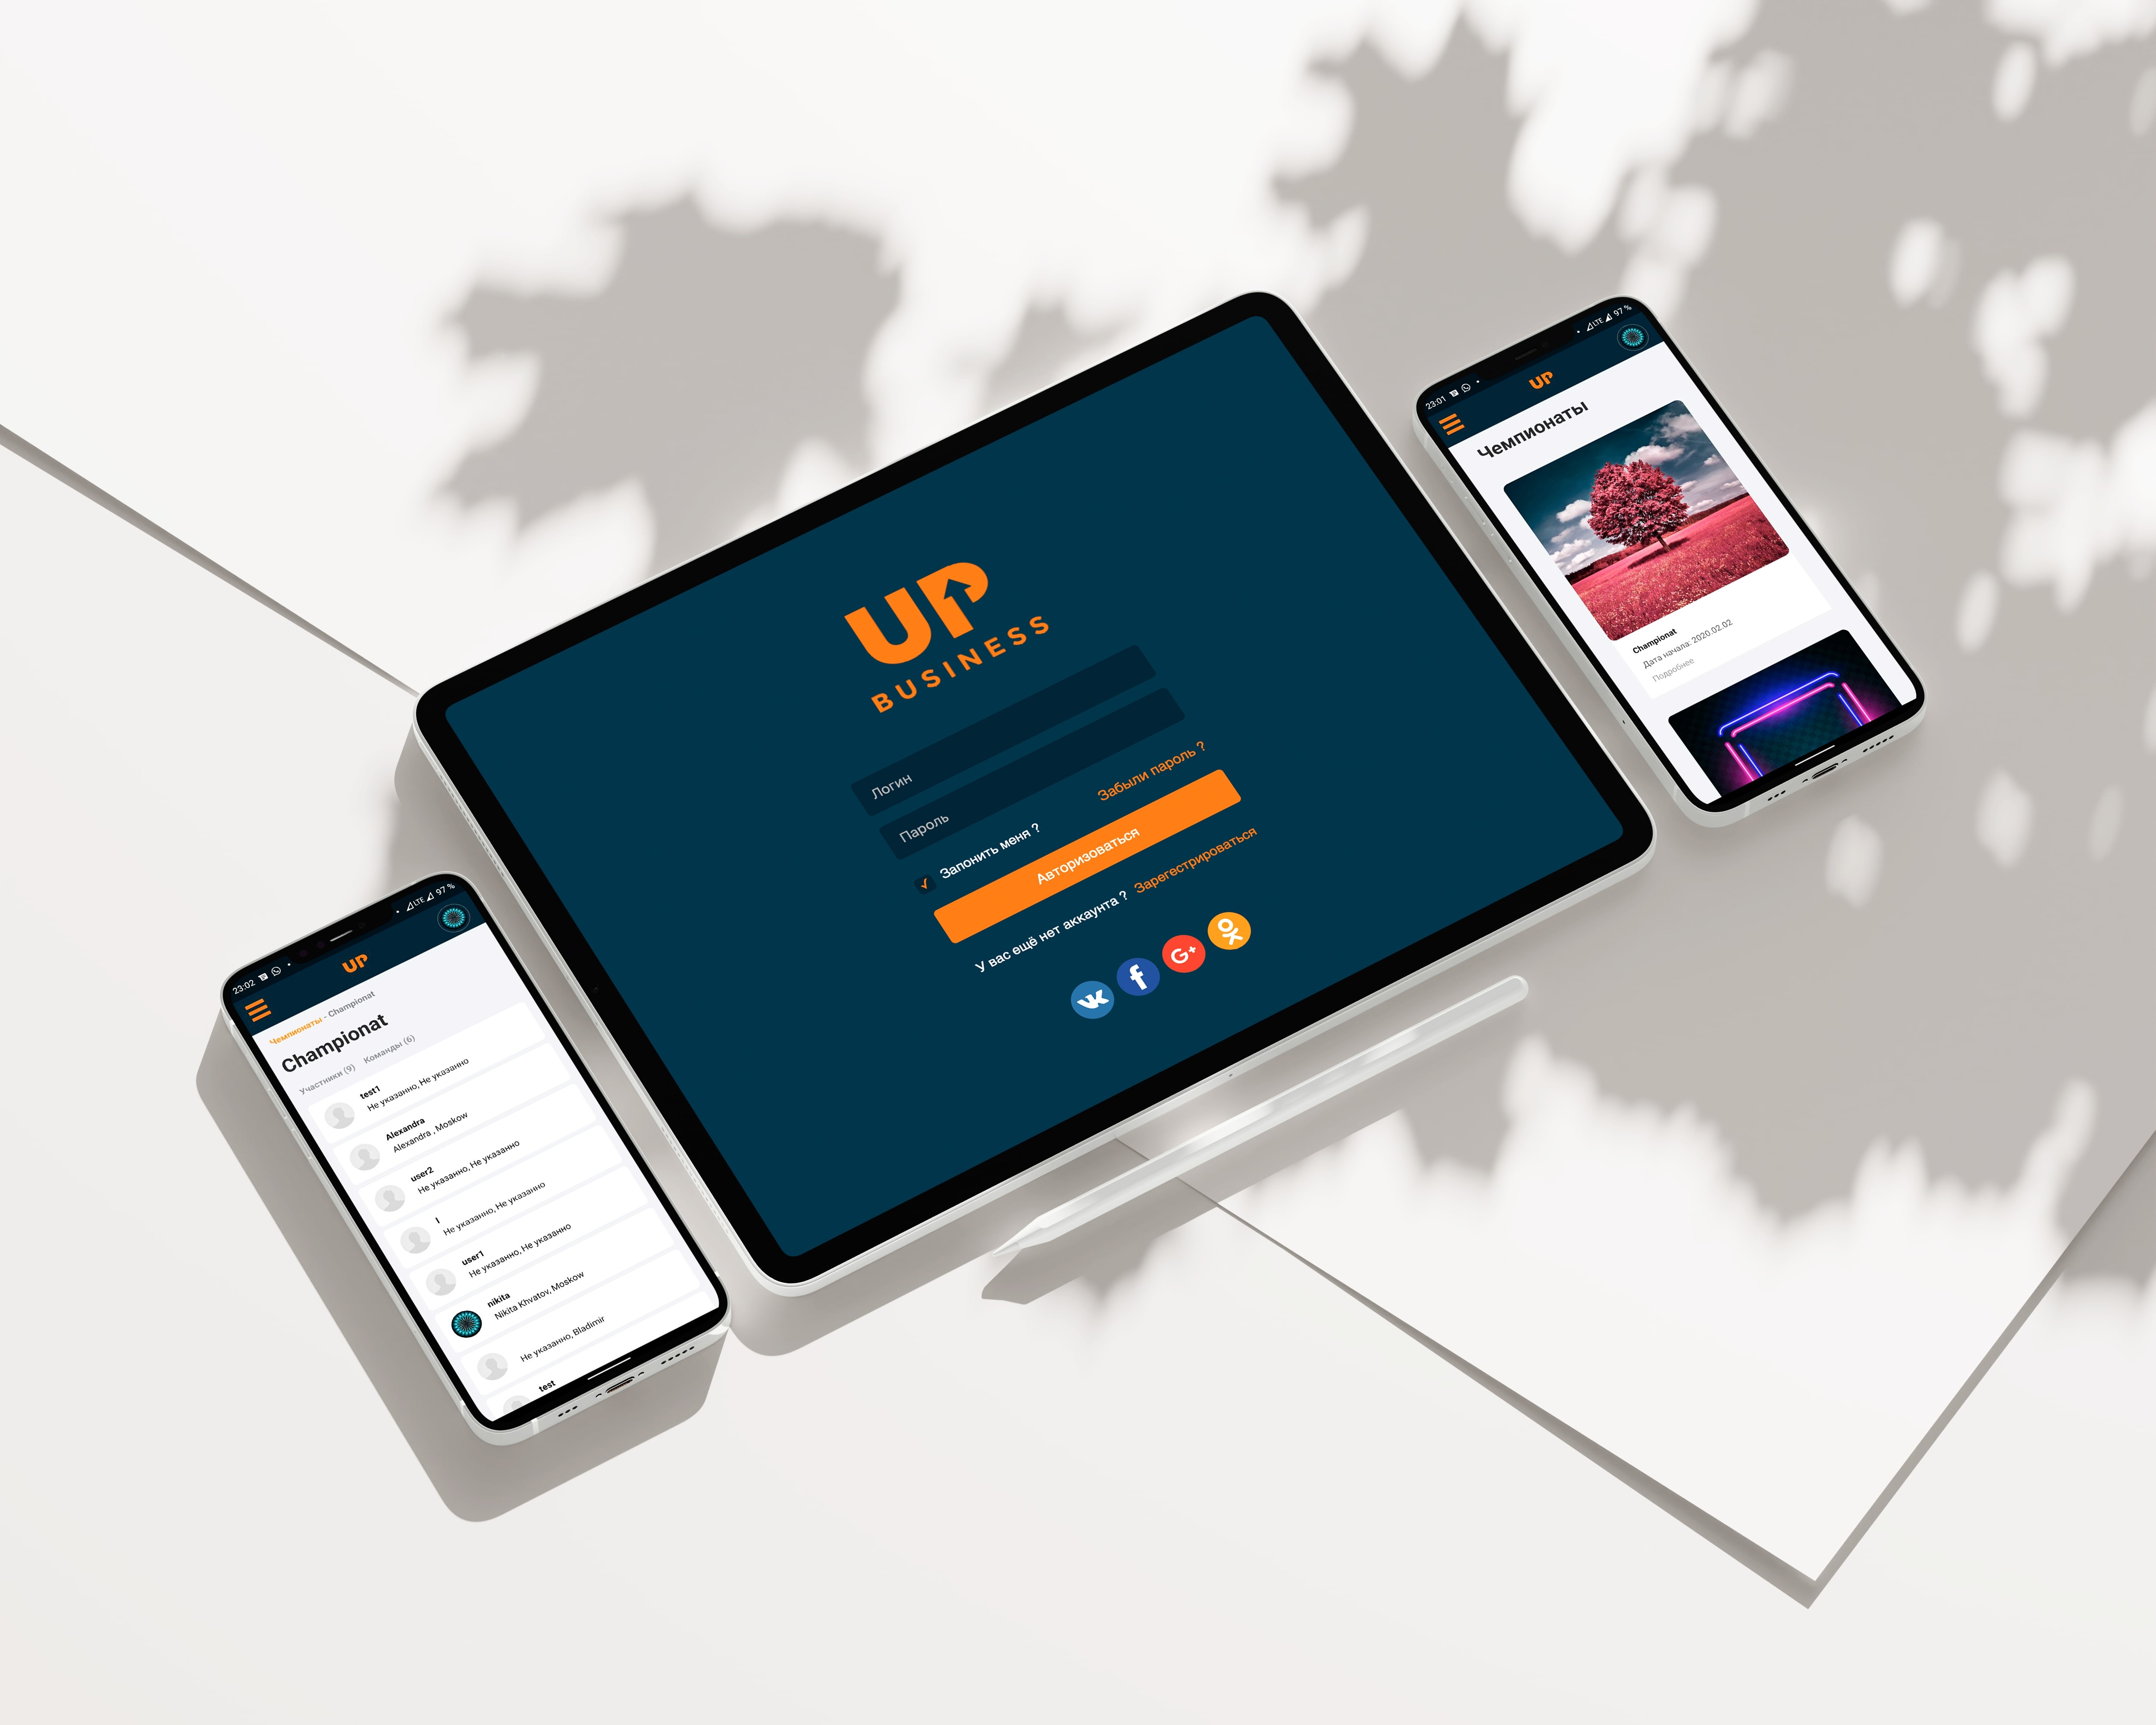 UP
BUSINESS
Логин
Пароль
Запонить меня ?
Забыли пароль ?
Авторизоваться
У вас ещё нет аккаунта ? Зарегестрироваться
23:02
LTE 97 %
UP
Чемпионаты - Championat
Championat
Участники (9) Команды (6)
test1
Не указанно, Не указанно
Alexandra
Alexandra , Moskow
user2
Не указанно, Не указанно
I
Не указанно, Не указанно
user1
Не указанно, Не указанно
nikita
Nikita Khvatov, Moskow
Не указанно, Bladimir
test
23:01
LTE 97 %
UP
Чемпионаты
Championat
Дата начала: 2020.02.02
Подробнее